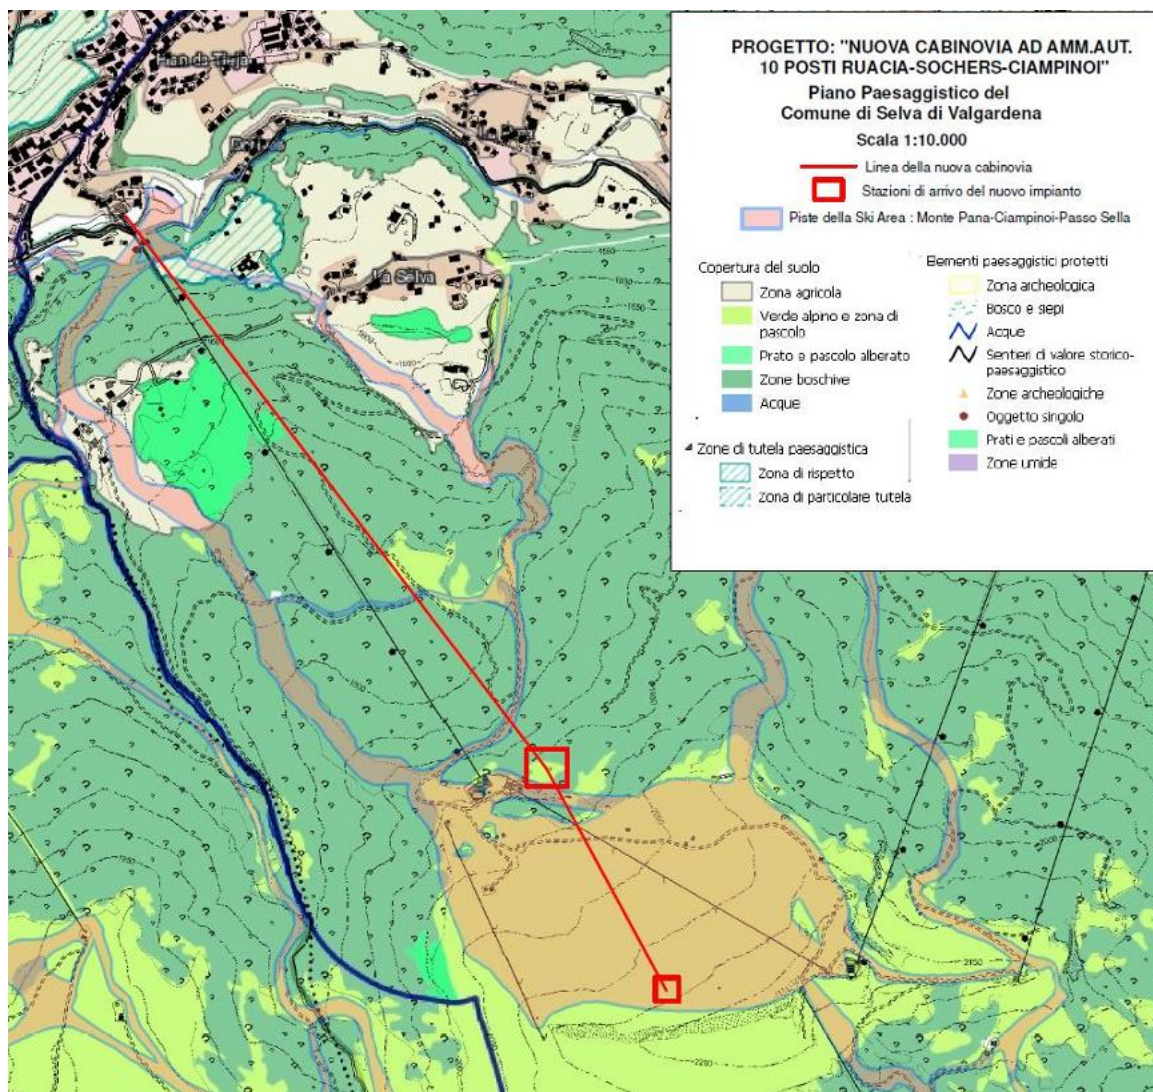 PROGETTO: "NUOVA CABINOVIA AD AMM.AUT.
10 POSTI RUACIA-SOCHERS-CIAMPINOI"
Piano Paesaggistico del
Comune di Selva di Valgardena
Scala 1:10.000
Linea della nuova cabinovia
Stazioni di arrivo del nuovo impianto
Piste della Ski Area : Monte Pana-Ciampinoi-Passo Sella
Copertura del suolo
Zona agricola
Verde alpino e zona di
pascolo
Prato e pascolo alberato
Zone boschive
Acque
Zone di tutela paesaggistica
Zona di rispetto
Zona di particolare tutela
Elementi paesaggistici protetti
Zona archeologica
Bosco e siepi
Acque
Sentieri di valore storico-
paesaggistico
Zone archeologiche
Oggetto singolo
Prati e pascoli alberati
Zone umide
Plan da Tieja
La Selva
2150